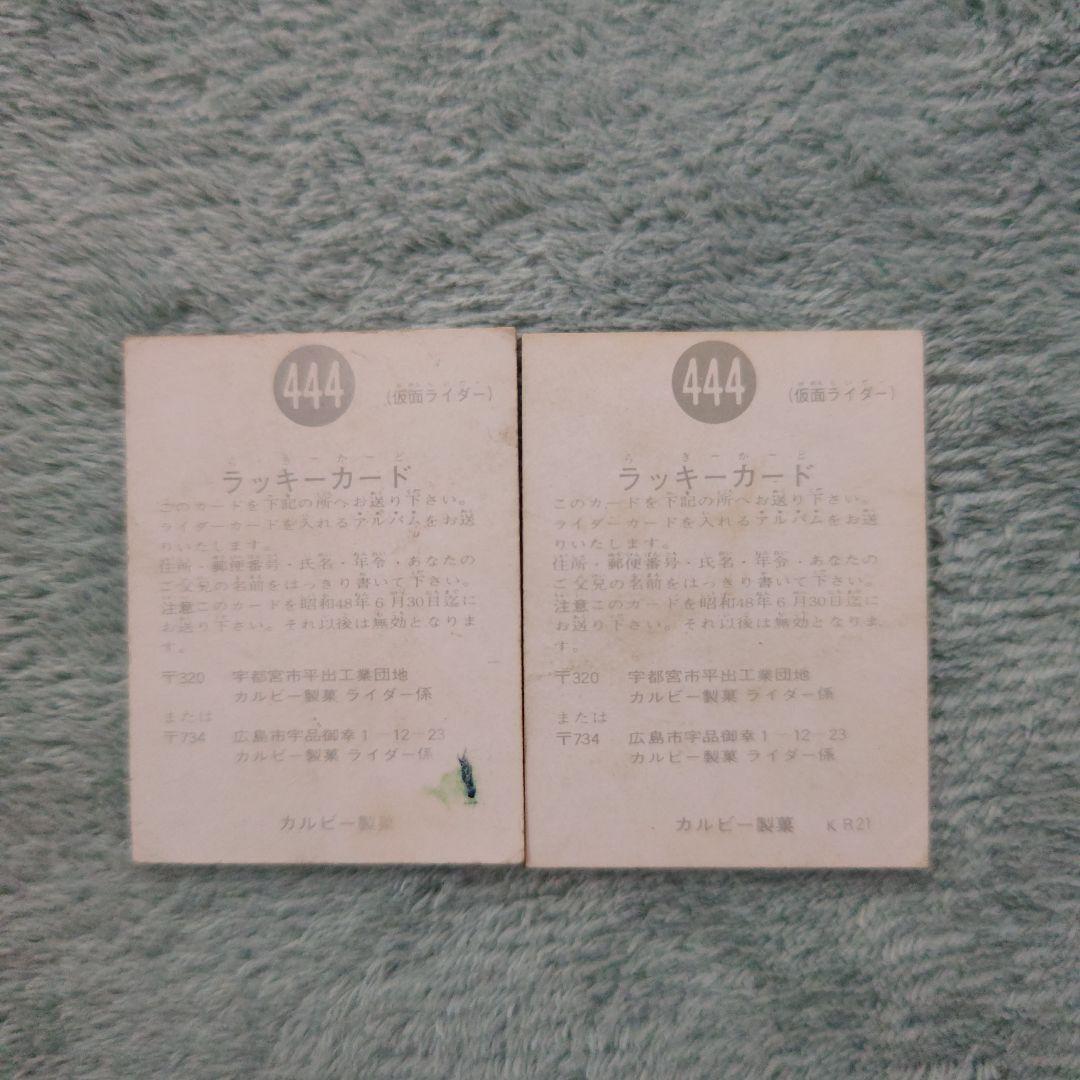 444
(仮面ライダー)
ラッキーカード
このカードを下記の所へお送り下さい。
ライダーカードを入れるアルバムをお送
りいたします。
住所・郵便番号・氏名・年令・あなたの
ご父兄の名前をはっきり書いて下さい。
注意このカードを昭和48年6月30日迄に
お送り下さい。それ以後は無効となりま
す。
〒320 宇都宮市平出工業団地
カルビー製菓 ライダー係
または
〒734 広島市宇品御幸1-12-23
カルビー製菓 ライダー係
カルビー製菓
444
(仮面ライダー)
ラッキーカード
このカードを下記の所へお送り下さい。
ライダーカードを入れるアルバムをお送
りいたします。
住所・郵便番号・氏名・年令・あなたの
ご父兄の名前をはっきり書いて下さい。
注意このカードを昭和48年6月30日迄に
お送り下さい。それ以後は無効となりま
す。
〒320 宇都宮市平出工業団地
カルビー製菓 ライダー係
または
〒734 広島市宇品御幸1-12-23
カルビー製菓 ライダー係
カルビー製菓 KR21